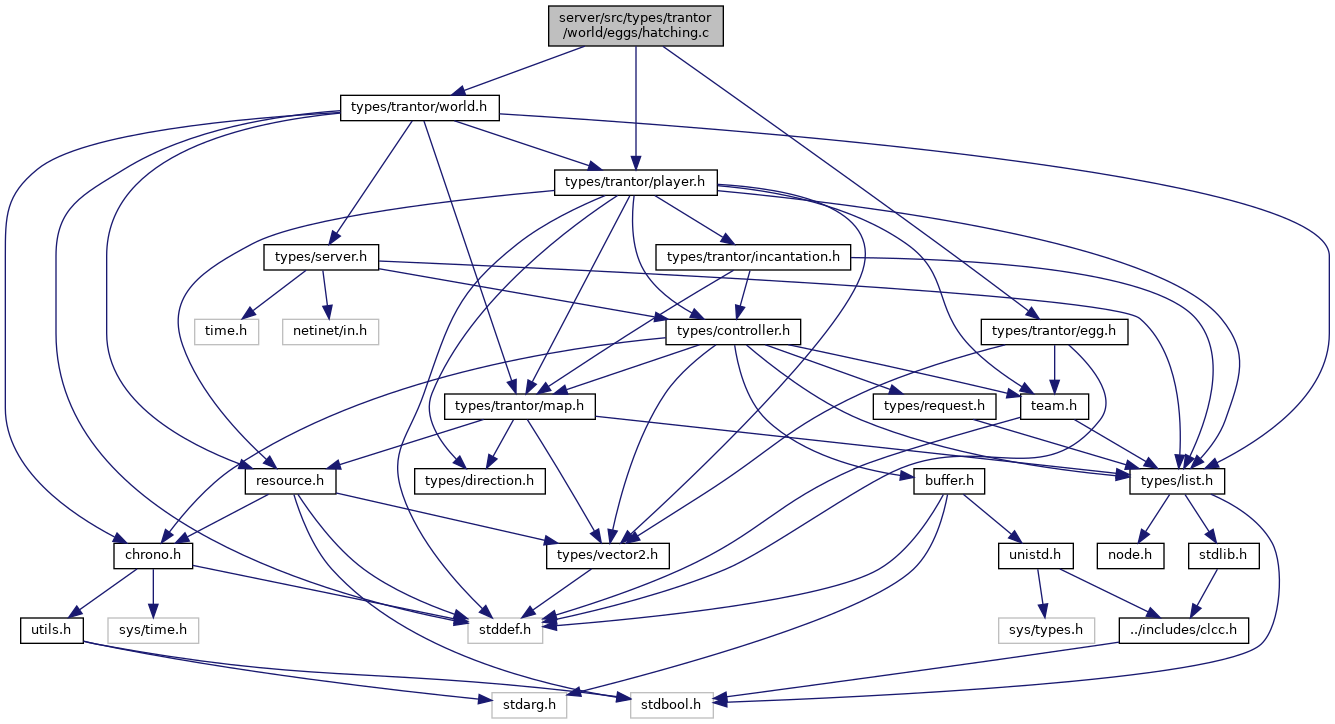 server/src/types/trantor
/world/eggs/hatching.c
types/trantor/world.h
types/trantor/player.h
types/server.h
types/trantor/incantation.h
time.h
netinet/in.h
types/controller.h
types/trantor/egg.h
types/trantor/map.h
types/request.h
team.h
resource.h
types/direction.h
buffer.h
types/list.h
chrono.h
types/vector2.h
unistd.h
node.h
stdlib.h
utils.h
sys/time.h
stddef.h
sys/types.h
../includes/clcc.h
stdarg.h
stdbool.h